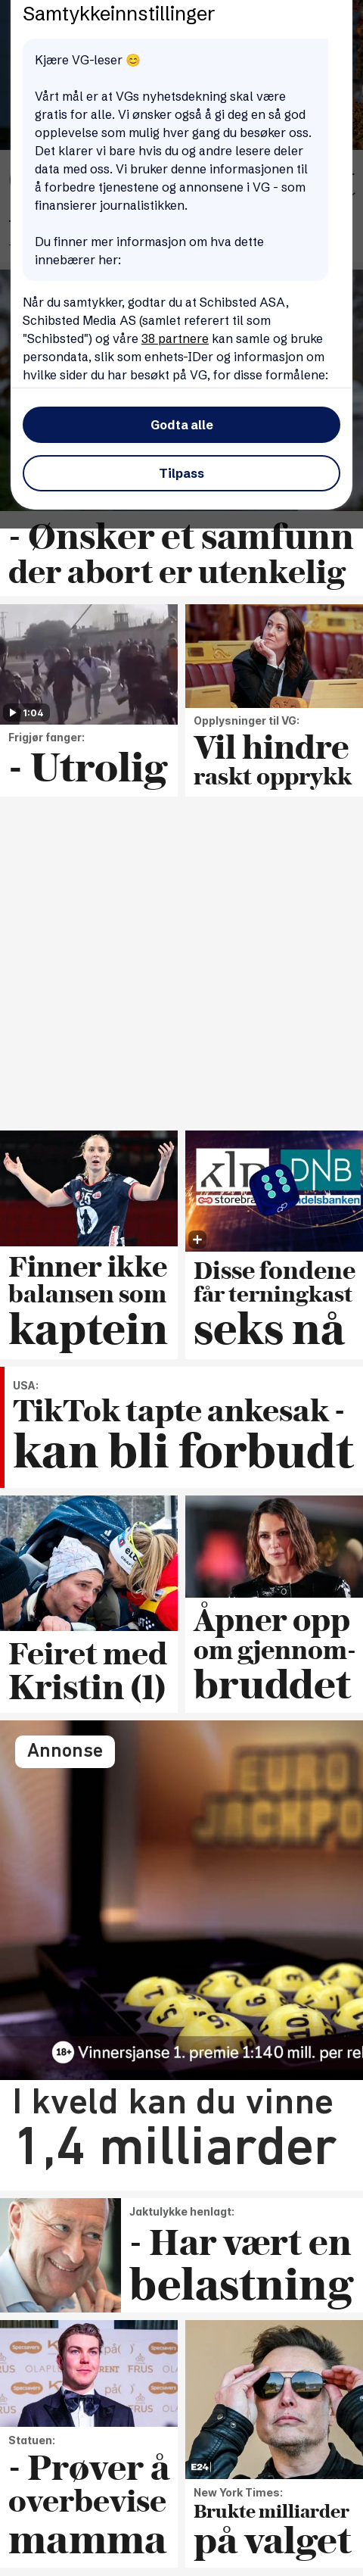 Samtykkeinnstillinger
Kjære VG-leser 😊
Vårt mål er at VGs nyhetsdekning skal være
gratis for alle. Vi ønsker også å gi deg en så god
opplevelse som mulig hver gang du besøker oss.
Det klarer vi bare hvis du og andre lesere deler
data med oss. Vi bruker denne informasjonen til
å forbedre tjenestene og annonsene i VG - som
finansierer journalistikken.
Du finner mer informasjon om hva dette
innebærer her:
Når du samtykker, godtar du at Schibsted ASA,
Schibsted Media AS (samlet referert til som
"Schibsted") og våre 38 partnere kan samle og bruke
persondata, slik som enhets-IDer og informasjon om
hvilke sider du har besøkt på VG, for disse formålene:
Godta alle
Tilpass
- Ønsker et samfunn
der abort er utenkelig
1:04
Frigjør fanger:
- Utrolig
Opplysninger til VG:
Vil hindre
raskt opprykk
25
Finner ikke
balansen som
kaptein
klp
DNB
storebra
ndelsbanken
Disse fondene
får terningkast
seks nå
USA:
TikTok tapte ankesak -
kan bli forbudt
Feiret med
Kristin (1)
Åpner opp
om gjennom-
bruddet
Annonse
EURO
JACKPO
18+ Vinnersjanse 1. premie 1:140 mill. per rel
I kveld kan du vinne
1,4 milliarder
Jaktulykke henlagt:
- Har vært en
belastning
Specsavers
Statuen:
- Prøver å
overbevise
mamma
E24
New York Times:
Brukte milliarder
på valget